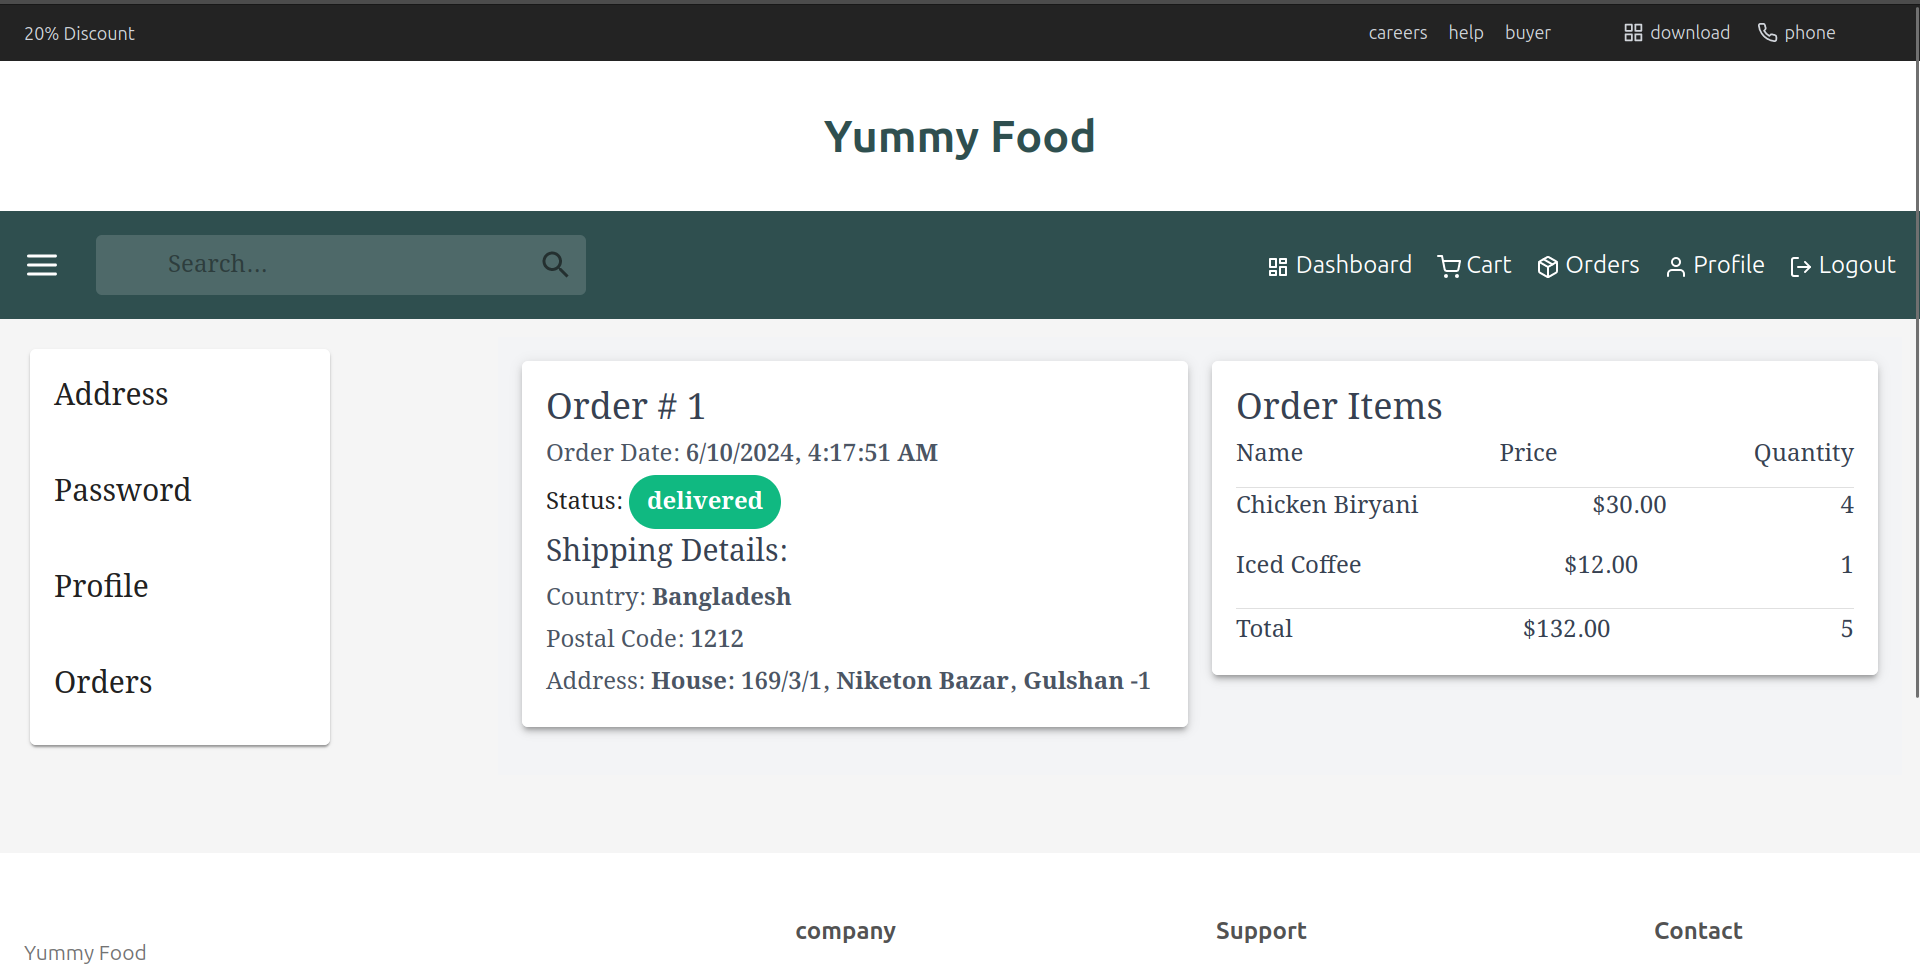 20% Discount
careers help buyer download phone
Yummy Food
Search...
Dashboard Cart Orders Profile Logout
Address
Password
Profile
Orders
Order # 1
Order Date: 6/10/2024, 4:17:51 AM
Status: delivered
Shipping Details:
Country: Bangladesh
Postal Code: 1212
Address: House: 169/3/1, Niketon Bazar, Gulshan -1
Order Items
Name Price Quantity
Chicken Biryani $30.00 4
Iced Coffee $12.00 1
Total $132.00 5
Yummy Food
company
Support
Contact